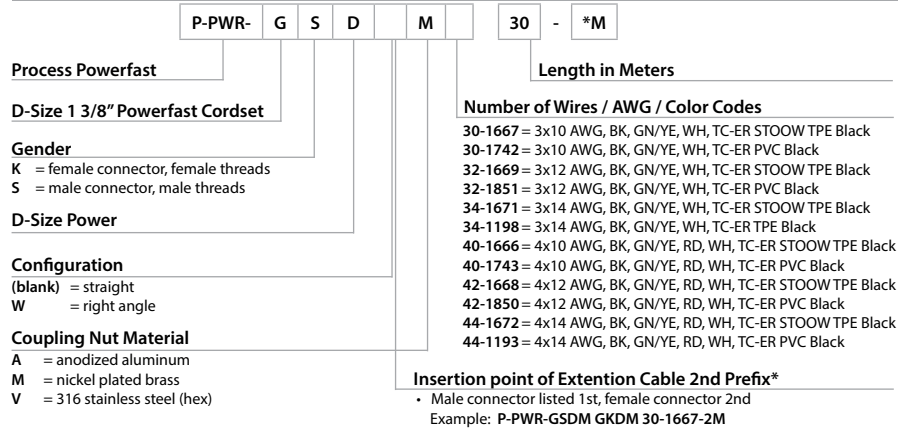 P-PWR- G S D M 30 - *M
Process Powerfast
Length in Meters
D-Size 1 3/8” Powerfast Cordset
Gender
K = female connector, female threads
S = male connector, male threads
D-Size Power
Configuration
(blank) = straight
W = right angle
Coupling Nut Material
A = anodized aluminum
M = nickel plated brass
V = 316 stainless steel (hex)
Number of Wires / AWG / Color Codes
30-1667 = 3x10 AWG, BK, GN/YE, WH, TC-ER STOOW TPE Black
30-1742 = 3x10 AWG, BK, GN/YE, WH, TC-ER PVC Black
32-1669 = 3x12 AWG, BK, GN/YE, WH, TC-ER STOOW TPE Black
32-1851 = 3x12 AWG, BK, GN/YE, WH, TC-ER PVC Black
34-1671 = 3x14 AWG, BK, GN/YE, WH, TC-ER STOOW TPE Black
34-1198 = 3x14 AWG, BK, GN/YE, WH, TC-ER TPE Black
40-1666 = 4x10 AWG, BK, GN/YE, RD, WH, TC-ER STOOW TPE Black
40-1743 = 4x10 AWG, BK, GN/YE, RD, WH, TC-ER PVC Black
42-1668 = 4x12 AWG, BK, GN/YE, RD, WH, TC-ER STOOW TPE Black
42-1850 = 4x12 AWG, BK, GN/YE, RD, WH, TC-ER PVC Black
44-1672 = 4x14 AWG, BK, GN/YE, RD, WH, TC-ER STOOW TPE Black
44-1193 = 4x14 AWG, BK, GN/YE, RD, WH, TC-ER PVC Black
Insertion point of Extention Cable 2nd Prefix*
• Male connector listed 1st, female connector 2nd
Example: P-PWR-GSDM GKDM 30-1667-2M